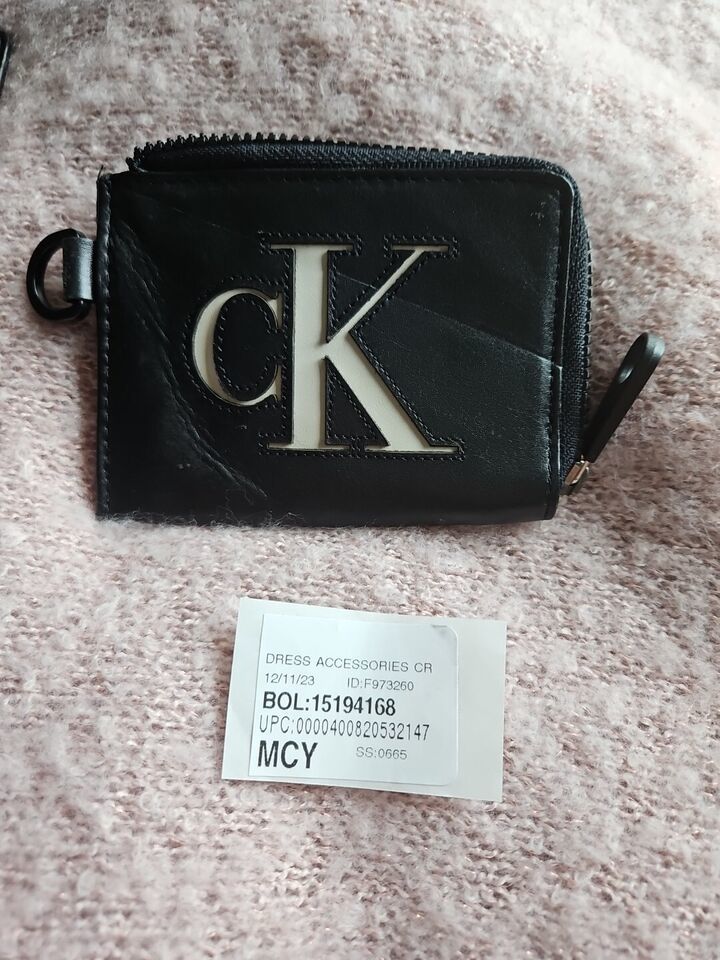 CK
DRESS ACCESSORIES CR
12/11/23 ID:F973260
BOL:15194168
UPC:0000400820532147
MCY SS:0665